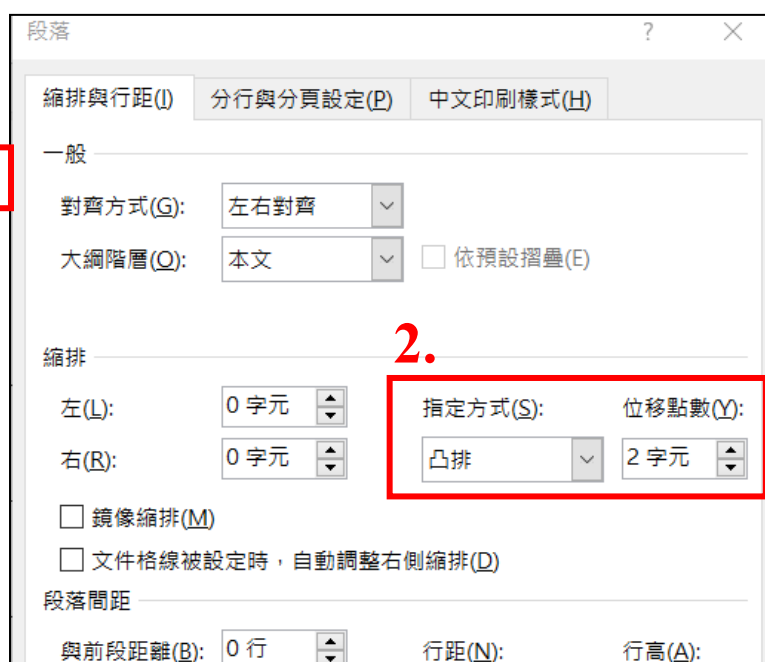 段落 ?
縮排與行距(I) 分行與分頁設定(P) 中文印刷樣式(H)
一般
對齊方式(G): 左右對齊
大綱階層(O): 本文 依預設摺疊(E)
2.
縮排
左(L): 0 字元 指定方式(S): 位移點數(Y):
右(R): 0 字元 凸排 2 字元
鏡像縮排(M)
文件格線被設定時，自動調整右側縮排(D)
段落間距
與前段距離(B): 0 行 行距(N): 行高(A):